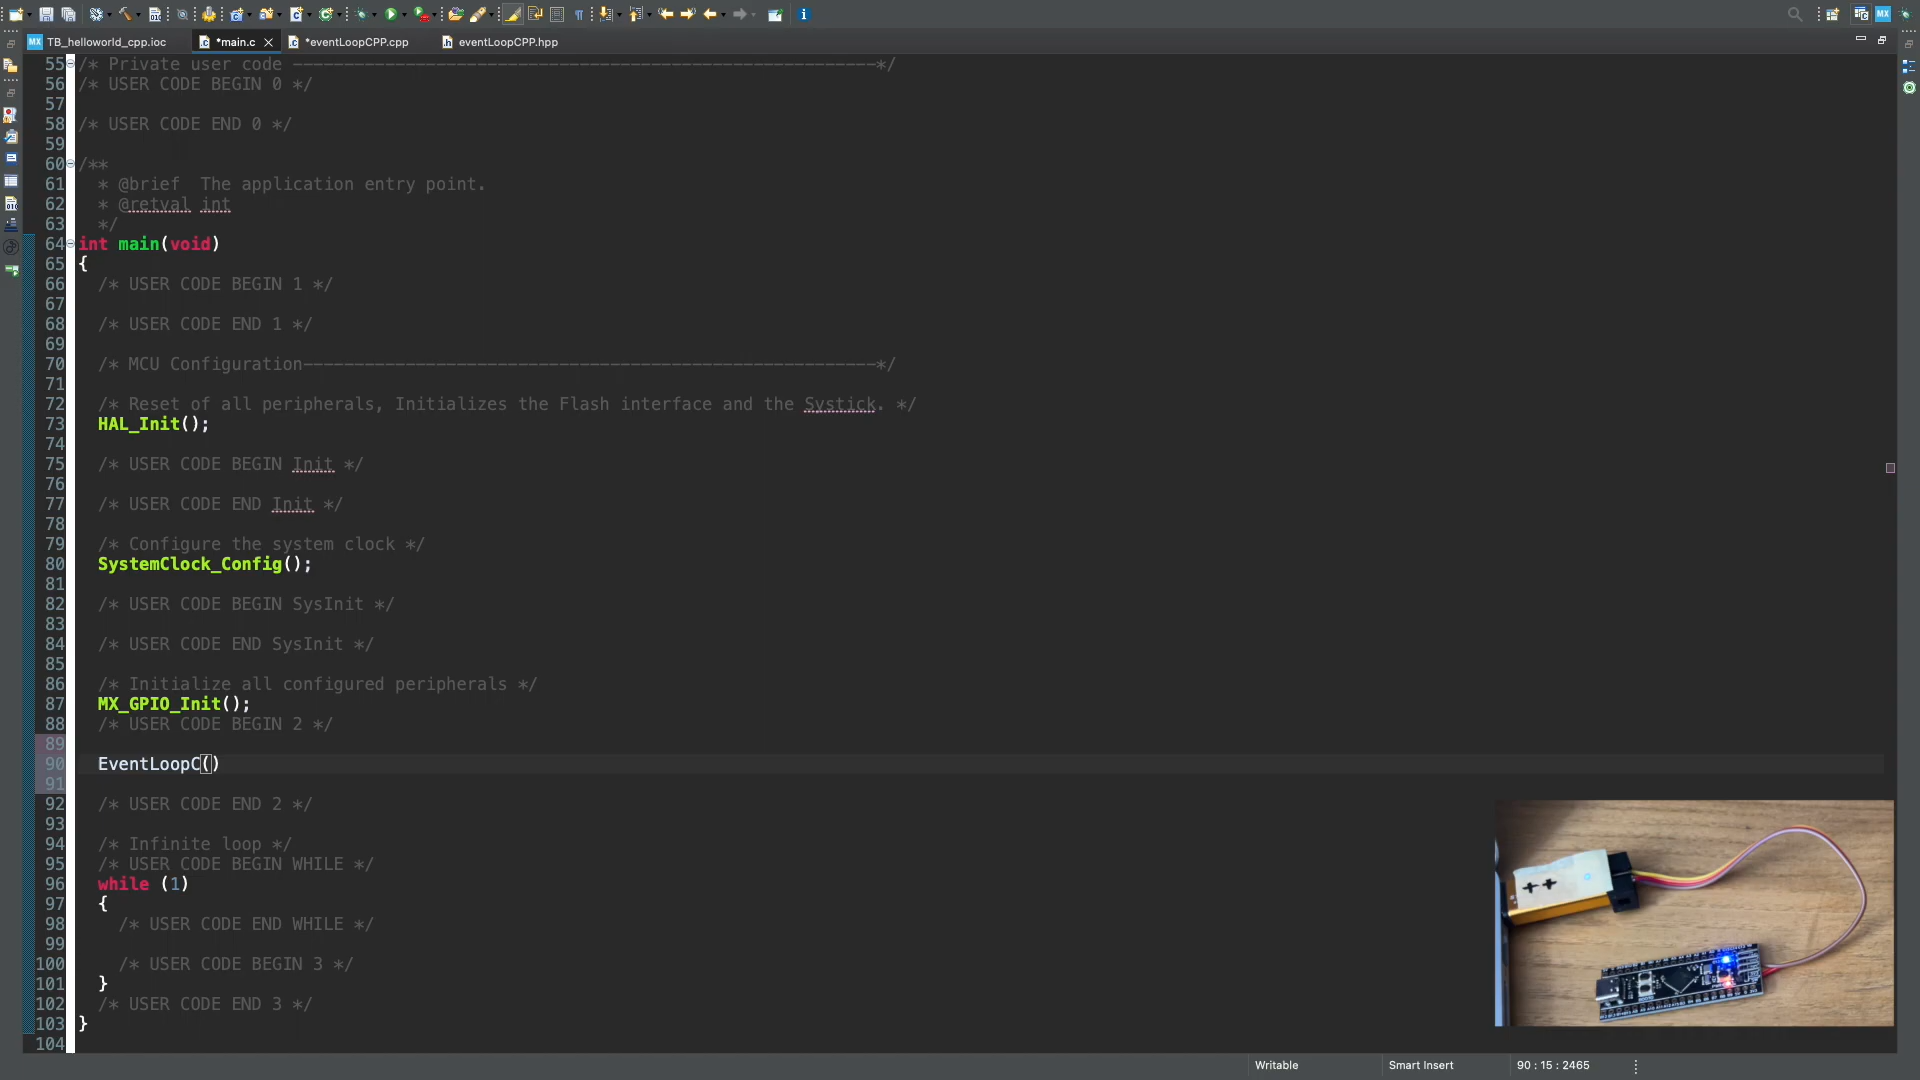 TB_helloworld_cpp.ioc
*main.c
*eventLoopCPP.cpp
eventLoopCPP.hpp
55 /* Private user code ---------------------------------------------------------*/
56 /* USER CODE BEGIN 0 */
57
58 /* USER CODE END 0 */
59
60 /**
61 * @brief  The application entry point.
62 * @retval int
63 */
64 int main(void)
65 {
66 /* USER CODE BEGIN 1 */
67
68 /* USER CODE END 1 */
69
70 /* MCU Configuration--------------------------------------------------------*/
71
72 /* Reset of all peripherals, Initializes the Flash interface and the Systick. */
73 HAL_Init();
74
75 /* USER CODE BEGIN Init */
76
77 /* USER CODE END Init */
78
79 /* Configure the system clock */
80 SystemClock_Config();
81
82 /* USER CODE BEGIN SysInit */
83
84 /* USER CODE END SysInit */
85
86 /* Initialize all configured peripherals */
87 MX_GPIO_Init();
88 /* USER CODE BEGIN 2 */
89
90 EventLoopC()
91
92 /* USER CODE END 2 */
93
94 /* Infinite loop */
95 /* USER CODE BEGIN WHILE */
96 while (1)
97 {
98 /* USER CODE END WHILE */
99
100 /* USER CODE BEGIN 3 */
101 }
102 /* USER CODE END 3 */
103 }
104
++
Writable
Smart Insert
90 : 15 : 2465